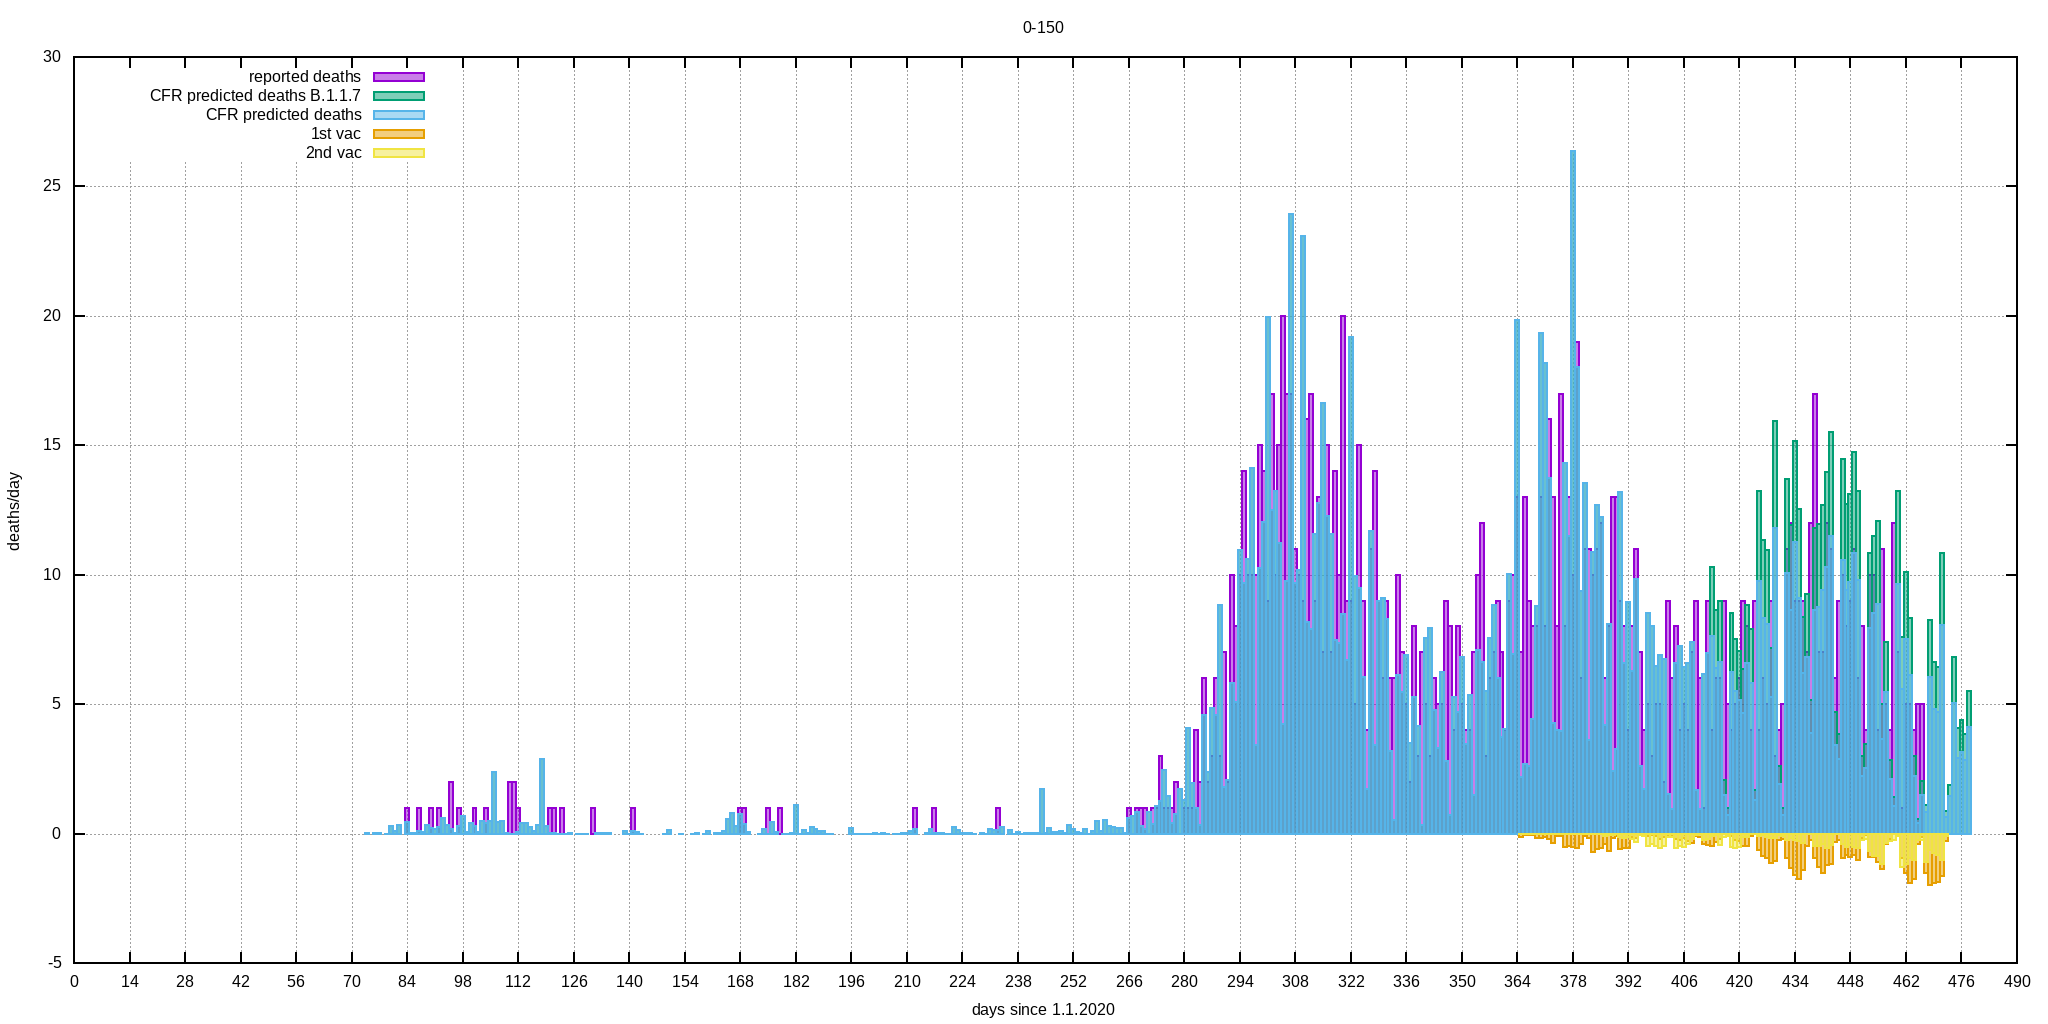 0-150
30
reported deaths
CFR predicted deaths B.1.1.7
CFR predicted deaths
1st vac
2nd vac
25
20
15
10
5
0
-5
deaths/day
0 14 28 42 56 70 84 98 112 126 140 154 168 182 196 210 224 238 252 266 280 294 308 322 336 350 364 378 392 406 420 434 448 462 476 490
days since 1.1.2020